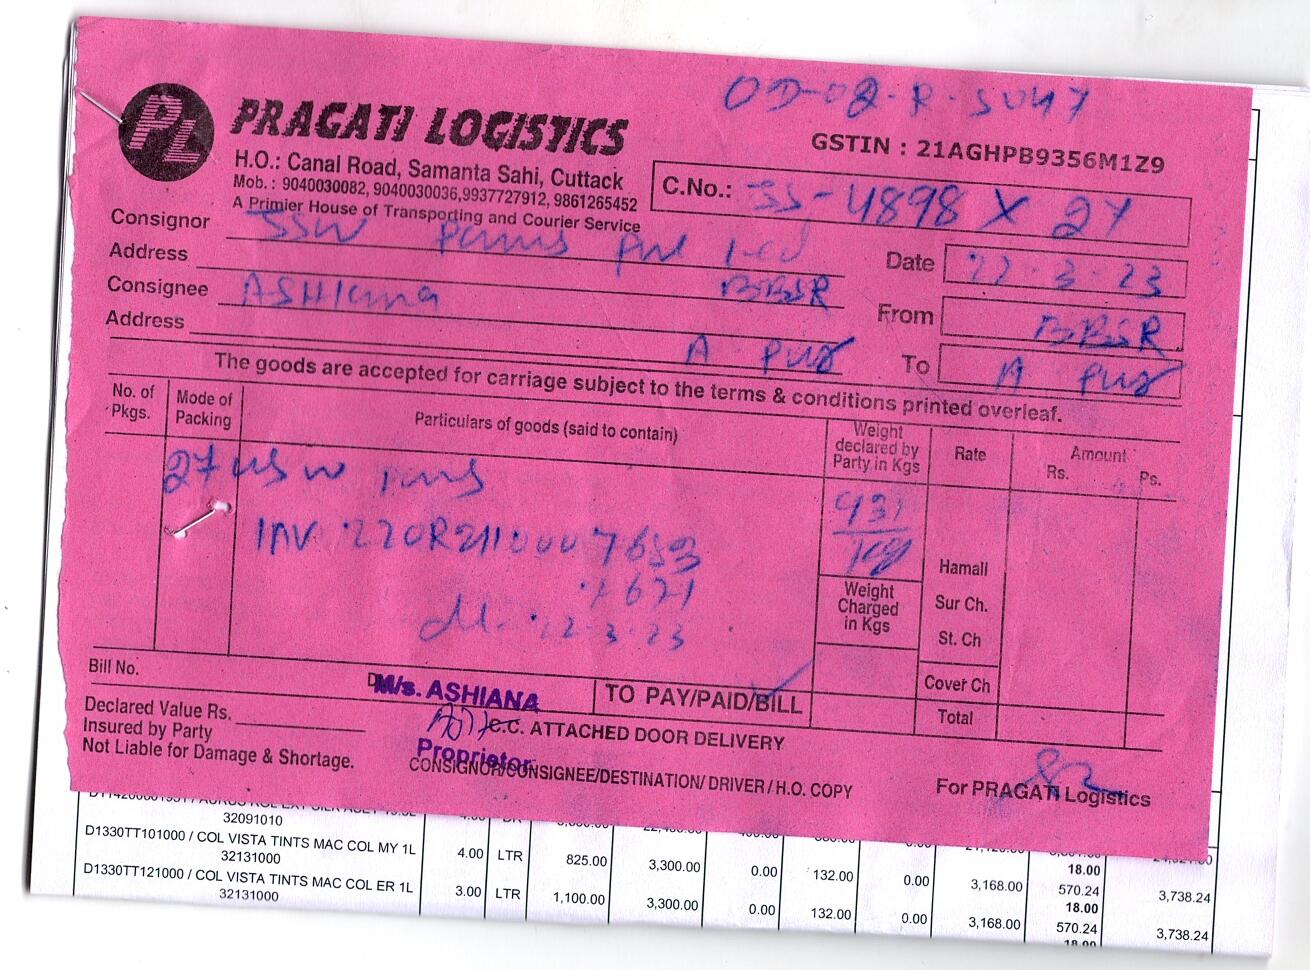 OD-02-R-5047
PL
PRAGATI LOGISTICS
GSTIN : 21AGHPB9356M1Z9
H.O.: Canal Road, Samanta Sahi, Cuttack
Mob. : 9040030082, 9040030036,9937727912, 9861265452
A Primier House of Transporting and Courier Service
C.No.: SS-4898 X 27
Consignor SSW Pvt Ltd
Address BBSR
Date 22-3-23
Consignee ASHIana
From BBSR
Address A Pur
To A Pur
The goods are accepted for carriage subject to the terms & conditions printed overleaf.
No. of Pkgs.
Mode of Packing
Particulars of goods (said to contain)
Weight declared by Party in Kgs
Rate
Amount
Rs. Ps.
27
INV
7621
22-3-23
Hamali
Weight Charged in Kgs
Sur Ch.
St. Ch
Cover Ch
Total
Bill No.
M/s. ASHIANA
TO PAY/PAID/BILL
Declared Value Rs.
Insured by Party
Not Liable for Damage & Shortage.
C.C. ATTACHED DOOR DELIVERY
Proprietor
CONSIGNOR/CONSIGNEE/DESTINATION/ DRIVER / H.O. COPY
For PRAGATI Logistics
32091010
D1330TT101000 / COL VISTA TINTS MAC COL MY 1L 4.00 LTR 825.00 3,300.00 0.00 132.00 0.00 3,168.00 18.00 570.24 3,738.24
32131000
D1330TT121000 / COL VISTA TINTS MAC COL ER 1L 3.00 LTR 1,100.00 3,300.00 0.00 132.00 0.00 3,168.00 18.00 570.24 3,738.24
32131000